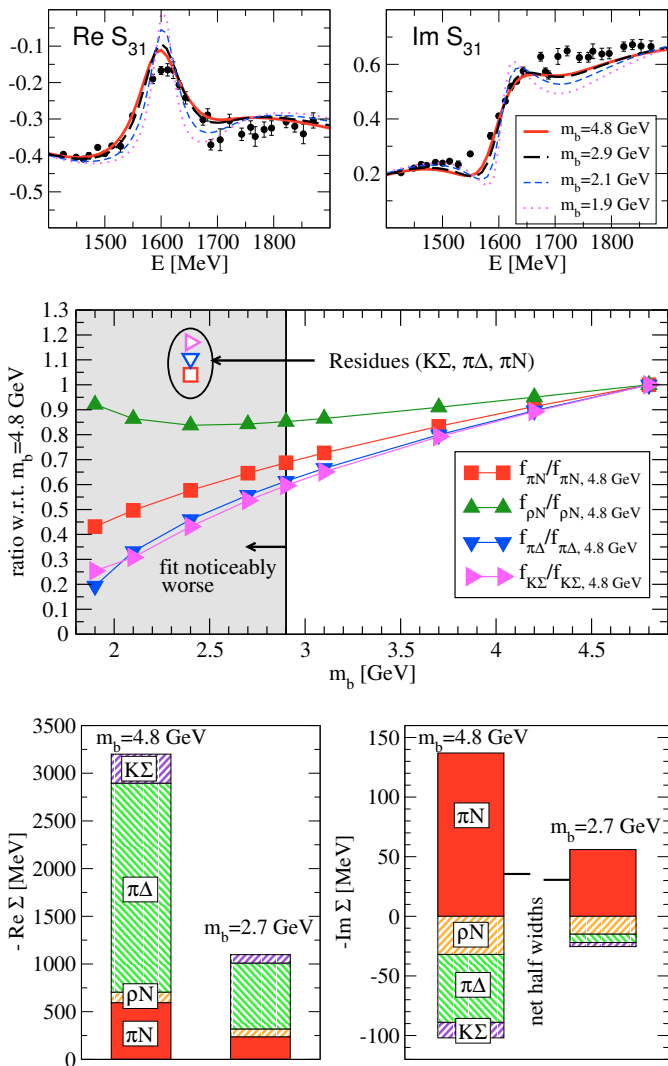 Re S31
-0.1
-0.2
-0.3
-0.4
-0.5
1500 1600 1700 1800
E [MeV]
Im S31
0.6
0.4
0.2
mb=4.8 GeV
mb=2.9 GeV
mb=2.1 GeV
mb=1.9 GeV
1500 1600 1700 1800
E [MeV]
ratio w.r.t. mb=4.8 GeV
1.3
1.2
1.1
1
0.9
0.8
0.7
0.6
0.5
0.4
0.3
0.2
0.1
0
Residues (KΣ, πΔ, πN)
fπN/fπN, 4.8 GeV
fρN/fρN, 4.8 GeV
fπΔ/fπΔ, 4.8 GeV
fKΣ/fKΣ, 4.8 GeV
fit noticeably
worse
2 2.5 3 3.5 4 4.5
mb [GeV]
- Re Σ [MeV]
3500
3000
2500
2000
1500
1000
500
0
mb=4.8 GeV
KΣ
πΔ
ρN
πN
mb=2.7 GeV
-Im Σ [MeV]
150
100
50
0
-50
-100
mb=4.8 GeV
πN
ρN
πΔ
KΣ
mb=2.7 GeV
net half widths